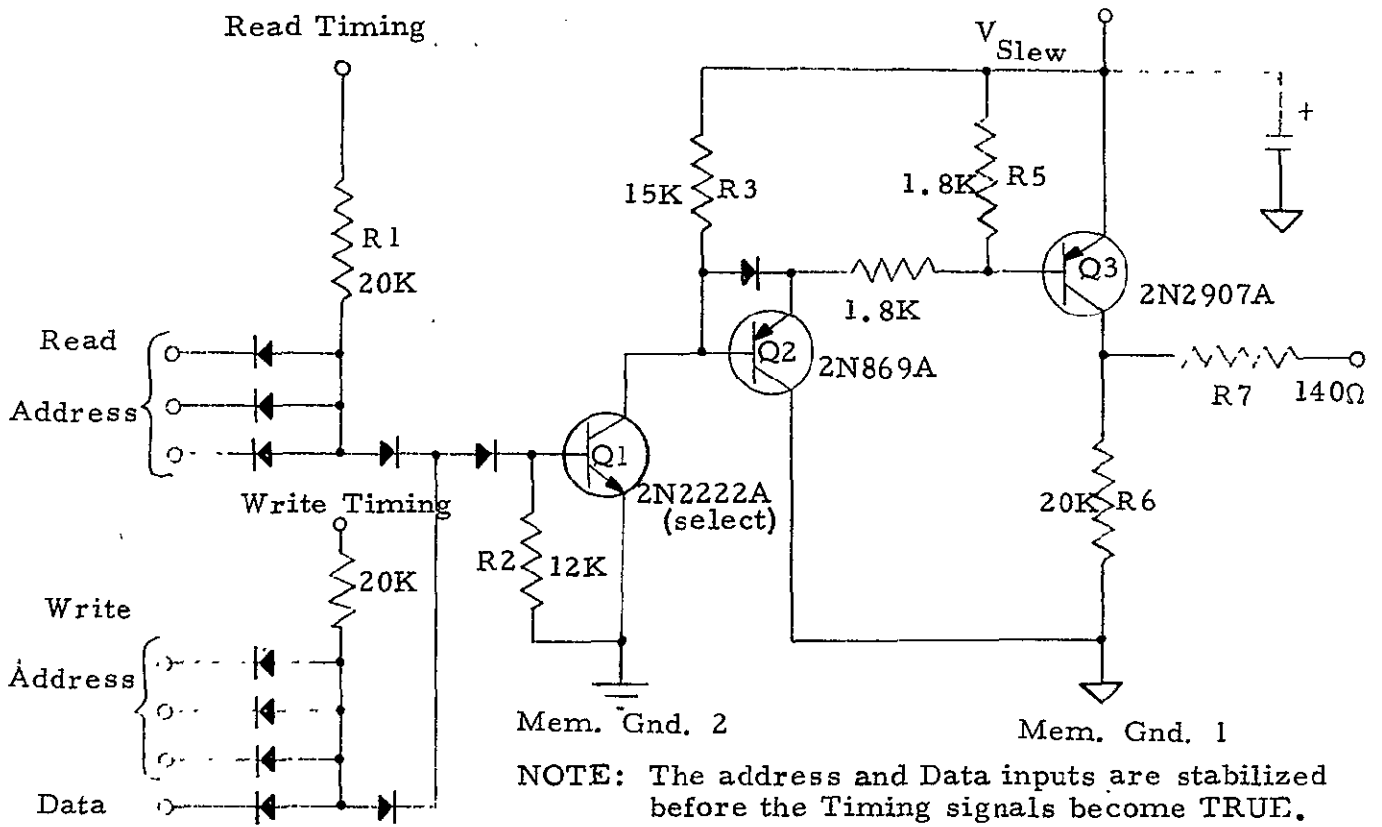 Read Timing
V Slew
+
R3
15K
R5
1.8K
R1
20K
Q3
2N2907A
1.8K
Read
Address
Q2
2N869A
R7
140Ω
Q1
2N2222A
(select)
Write Timing
20K
R2
12K
20K
R6
Write
Address
Mem. Gnd. 2
Mem. Gnd. 1
Data
NOTE: The address and Data inputs are stabilized
before the Timing signals become TRUE.